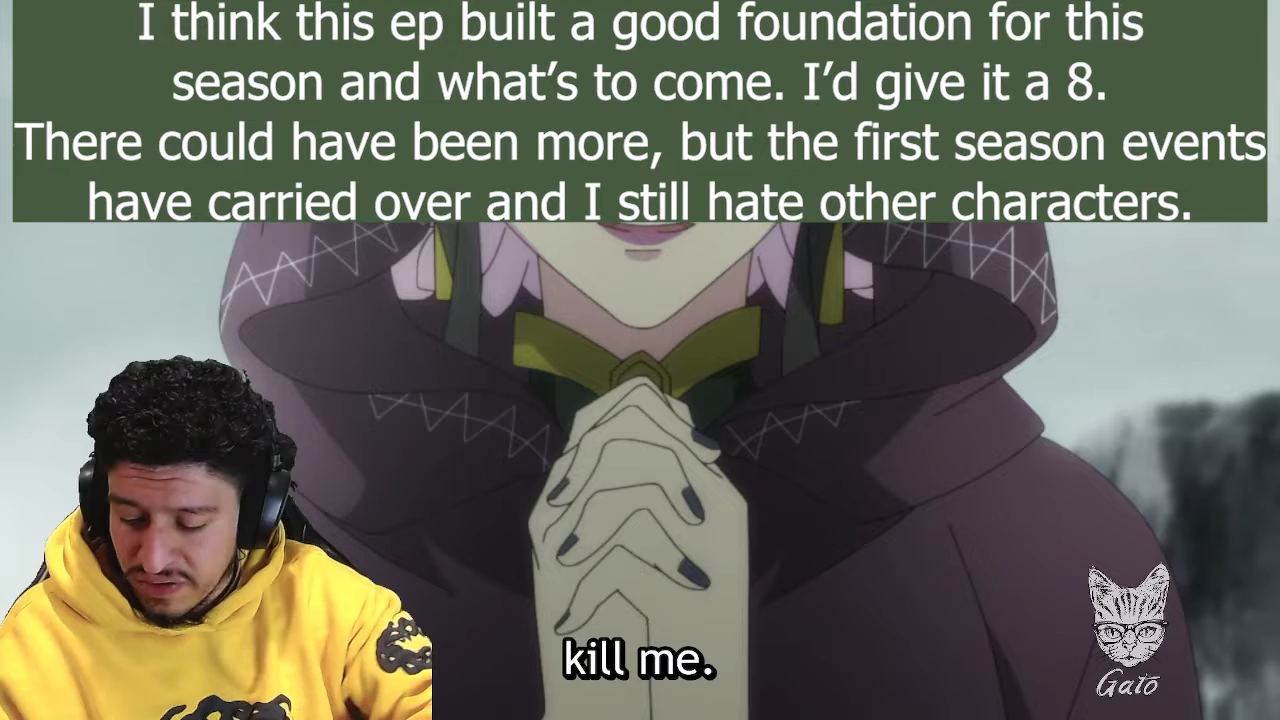 I think this ep built a good foundation for this
season and what’s to come. I’d give it a 8.
There could have been more, but the first season events
have carried over and I still hate other characters.
kill me.
Gato